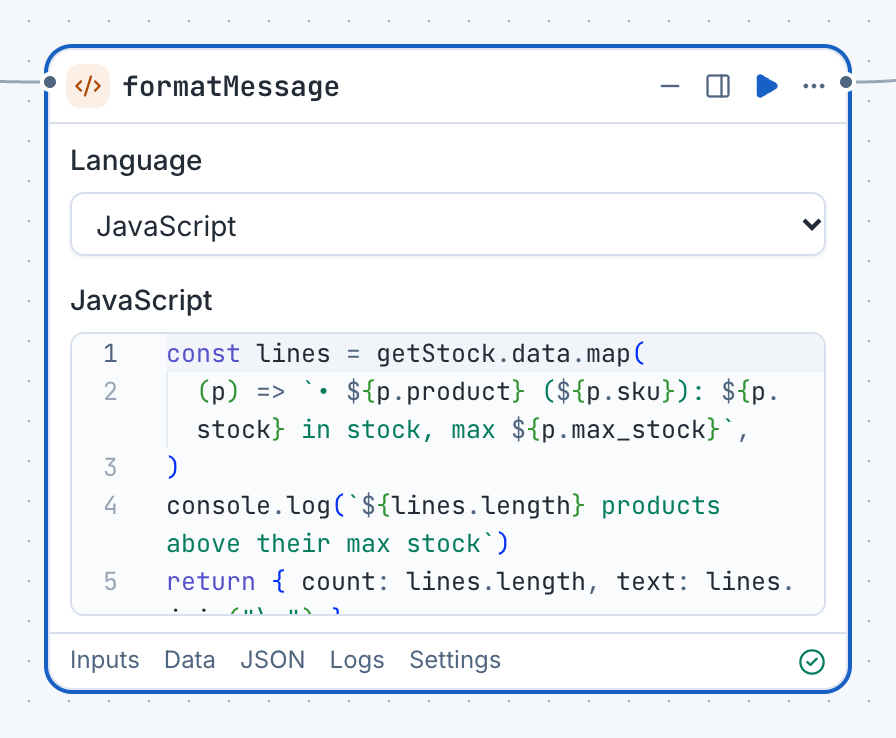 </> formatMessage
Language
JavaScript
JavaScript
1 const lines = getStock.data.map(
2 (p) => `• ${p.product} (${p.sku}): ${p.
stock} in stock, max ${p.max_stock}`,
3 )
4 console.log(`${lines.length} products
above their max stock`)
5 return { count: lines.length, text: lines.
Inputs Data JSON Logs Settings